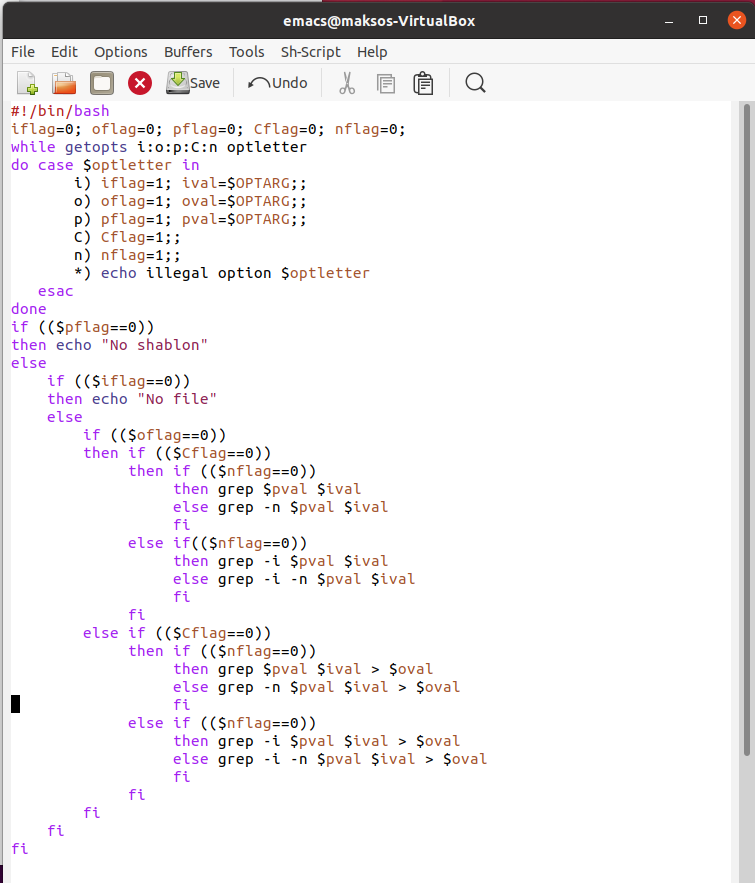 emacs@maksos-VirtualBox
File Edit Options Buffers Tools Sh-Script Help
Save Undo
#!/bin/bash
iflag=0; oflag=0; pflag=0; Cflag=0; nflag=0;
while getopts i:o:p:C:n optletter
do case $optletter in
       i) iflag=1; ival=$OPTARG;;
       o) oflag=1; oval=$OPTARG;;
       p) pflag=1; pval=$OPTARG;;
       C) Cflag=1;;
       n) nflag=1;;
       *) echo illegal option $optletter
   esac
done
if (($pflag==0))
then echo "No shablon"
else
    if (($iflag==0))
    then echo "No file"
    else
        if (($oflag==0))
        then if (($Cflag==0))
             then if (($nflag==0))
                  then grep $pval $ival
                  else grep -n $pval $ival
                  fi
             else if(($nflag==0))
                  then grep -i $pval $ival
                  else grep -i -n $pval $ival
                  fi
             fi
        else if (($Cflag==0))
             then if (($nflag==0))
                  then grep $pval $ival > $oval
                  else grep -n $pval $ival > $oval
                  fi
             else if (($nflag==0))
                  then grep -i $pval $ival > $oval
                  else grep -i -n $pval $ival > $oval
                  fi
             fi
        fi
    fi
fi